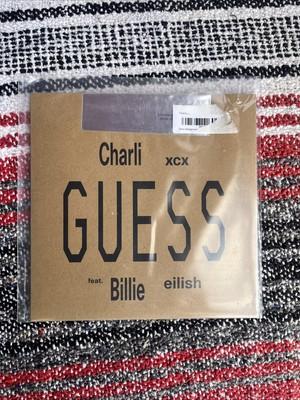 Charli xcx
GUESS
feat. Billie eilish